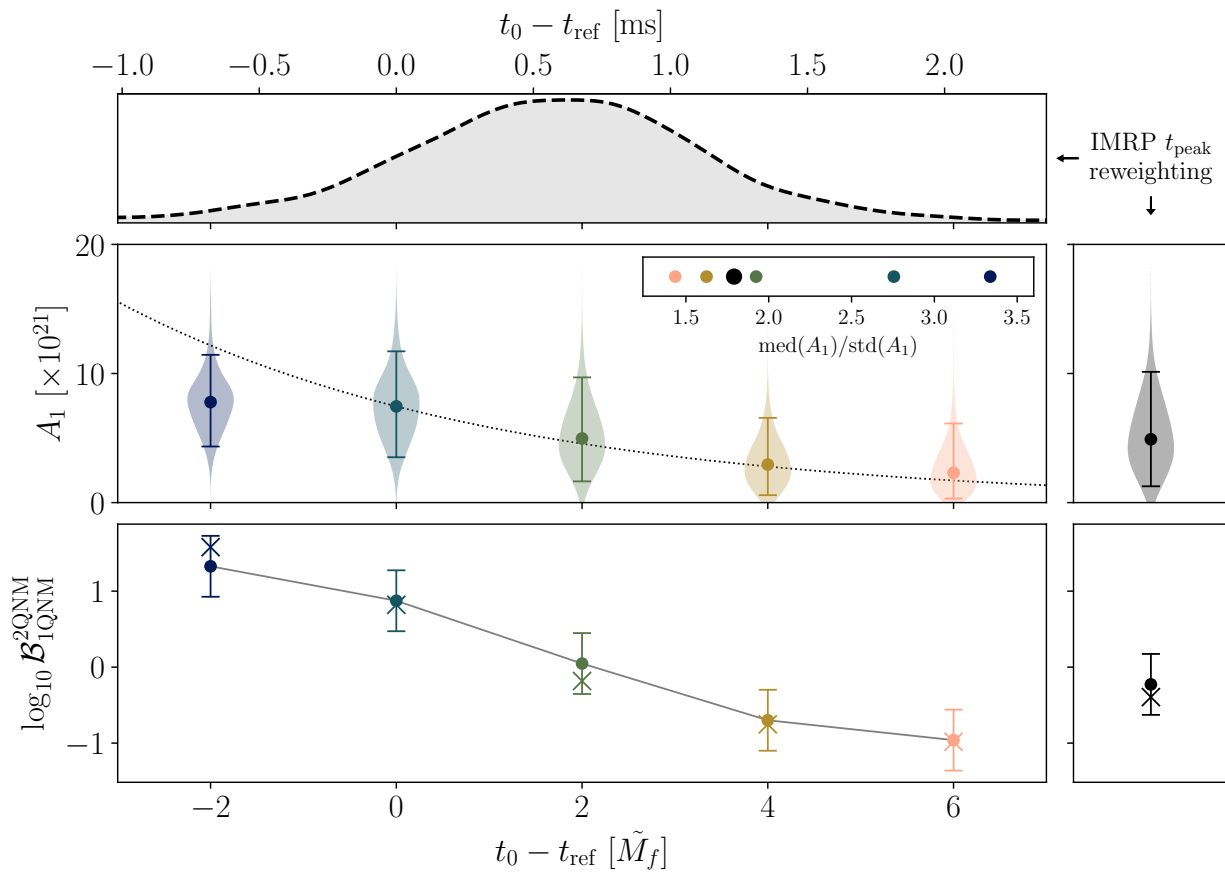 t₀ − t_ref [ms]
−1.0 −0.5 0.0 0.5 1.0 1.5 2.0
IMRP t_peak
reweighting
20
10
0
A₁ [×10²¹]
1.5 2.0 2.5 3.0 3.5
med(A₁)/std(A₁)
1
0
−1
log₁₀ 𝓑^2QNM_1QNM
−2 0 2 4 6
t₀ − t_ref [M̃_f]